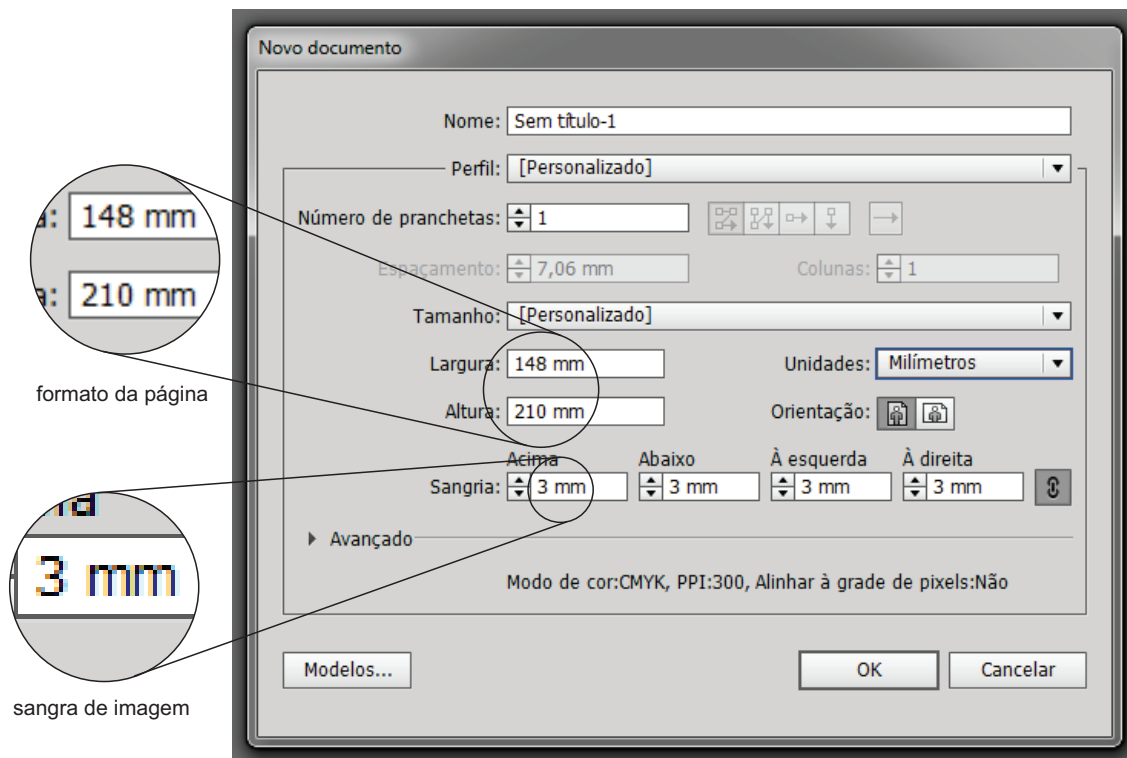 Novo documento
Nome: Sem título-1
Perfil: [Personalizado]
Número de pranchetas: 1
Espaçamento: 7,06 mm Colunas: 1
Tamanho: [Personalizado]
Largura: 148 mm Unidades: Milímetros
Altura: 210 mm Orientação:
Acima Abaixo À esquerda À direita
Sangria: 3 mm 3 mm 3 mm 3 mm
Avançado
Modo de cor:CMYK, PPI:300, Alinhar à grade de pixels:Não
Modelos... OK Cancelar
a: 148 mm
a: 210 mm
formato da página
3 mm
sangra de imagem